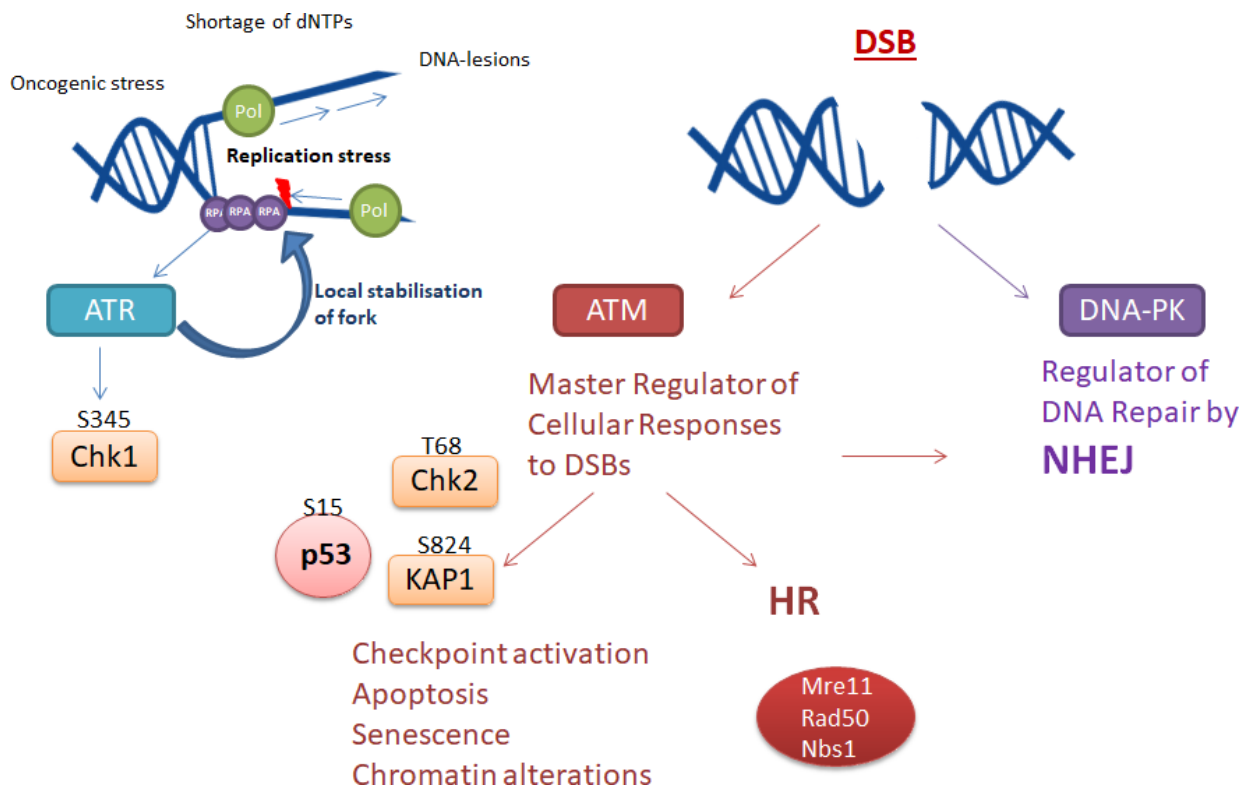 Shortage of dNTPs
DNA-lesions
Oncogenic stress
Pol
Replication stress
RPA
RPA
RPA
Pol
Local stabilisation
of fork
ATR
S345
Chk1
DSB
ATM
DNA-PK
Master Regulator of
Cellular Responses
to DSBs
Regulator of
DNA Repair by
NHEJ
T68
Chk2
S15
p53
S824
KAP1
HR
Checkpoint activation
Apoptosis
Senescence
Chromatin alterations
Mre11
Rad50
Nbs1